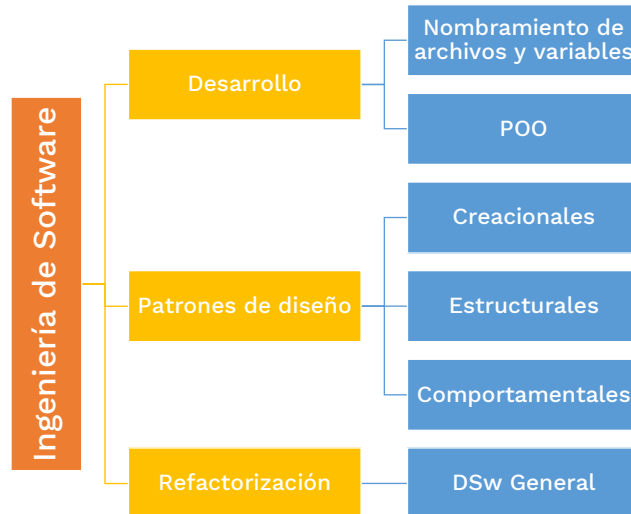 Ingeniería de Software
Desarrollo
Nombramiento de
archivos y variables
POO
Patrones de diseño
Creacionales
Estructurales
Comportamentales
Refactorización
DSw General